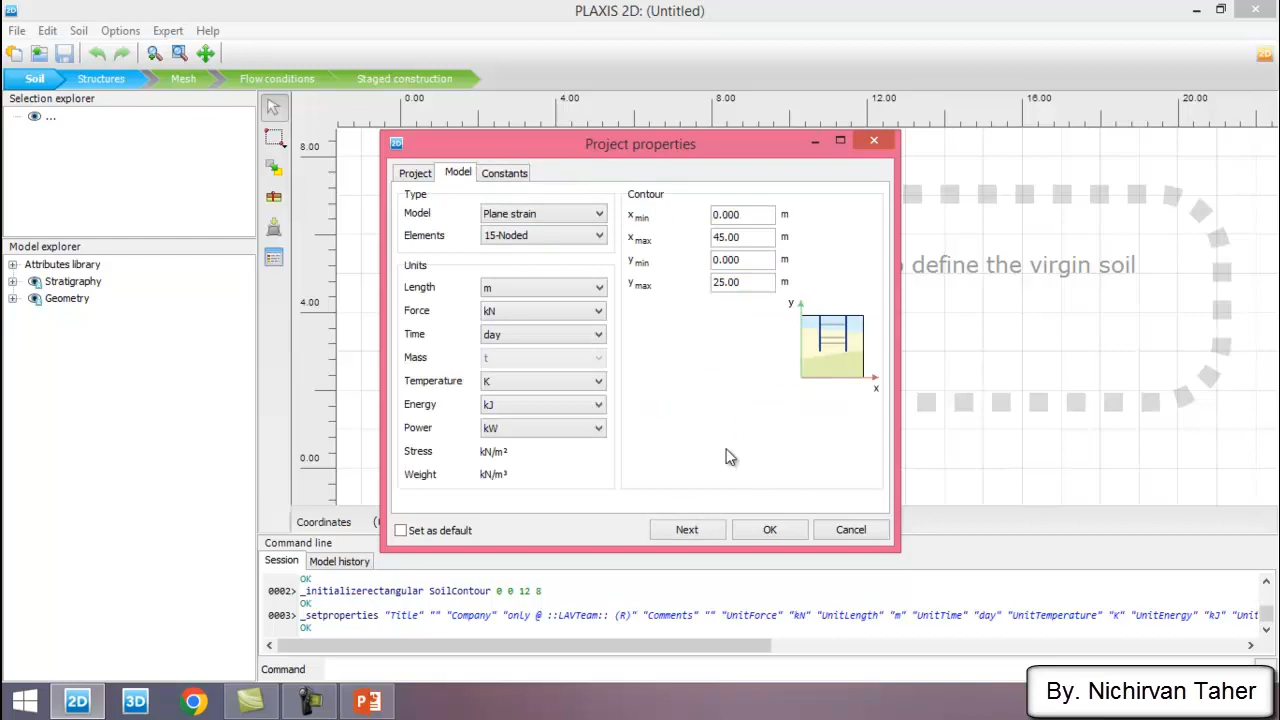 2D PLAXIS 2D: (Untitled)
File Edit Soil Options Expert Help
Soil Structures Mesh Flow conditions Staged construction
Selection explorer
...
Model explorer
Attributes library
Stratigraphy
Geometry
0.00 4.00 8.00 12.00 16.00 20.00
8.00
4.00
0.00
define the virgin soil
2D Project properties
Project Model Constants
Type
Model Plane strain
Elements 15-Noded
Units
Length m
Force kN
Time day
Mass t
Temperature K
Energy kJ
Power kW
Stress kN/m²
Weight kN/m³
Contour
x min 0.000 m
x max 45.00 m
y min 0.000 m
y max 25.00 m
y
x
Set as default Next OK Cancel
Coordinates
Command line
Session Model history
OK
0002> _initializerectangular SoilContour 0 0 12 8
OK
0003> _setproperties "Title" "" "Company" "only @ ::LAVTeam:: (R)" "Comments" "" "UnitForce" "kN" "UnitLength" "m" "UnitTime" "day" "UnitTemperature" "K" "UnitEnergy" "kJ" "Unit
OK
Command
2D 3D P
By. Nichirvan Taher